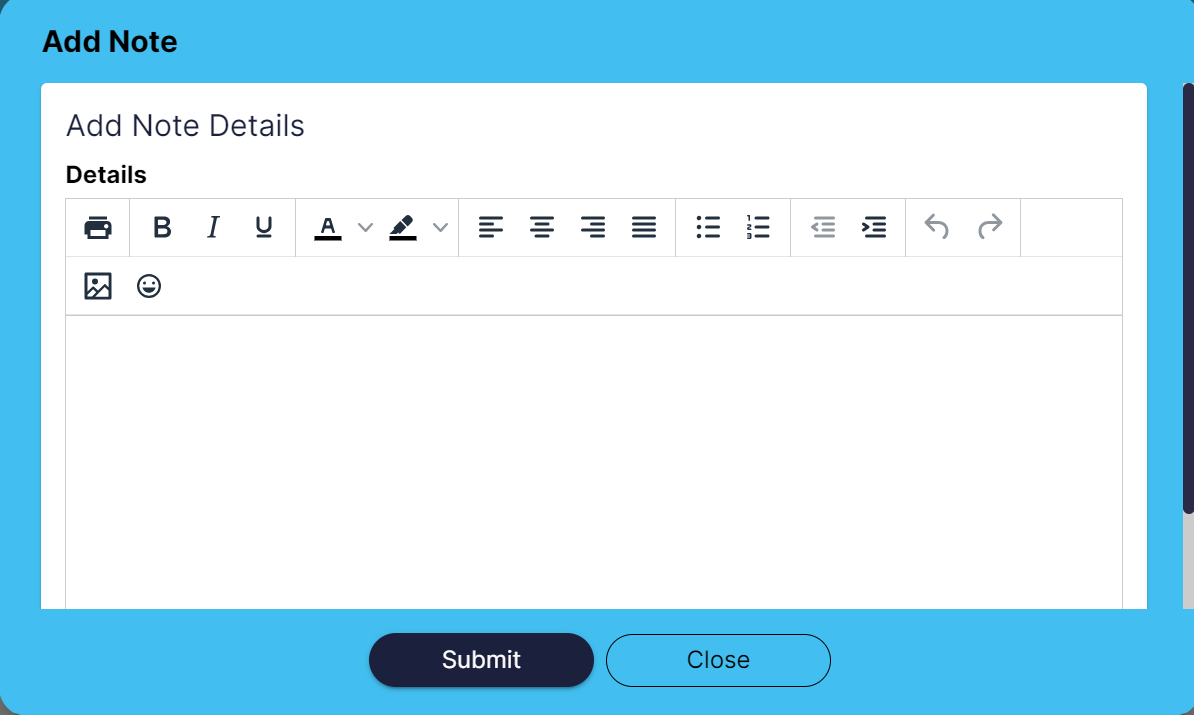 Add Note
Add Note Details
Details
B I U A
Submit Close